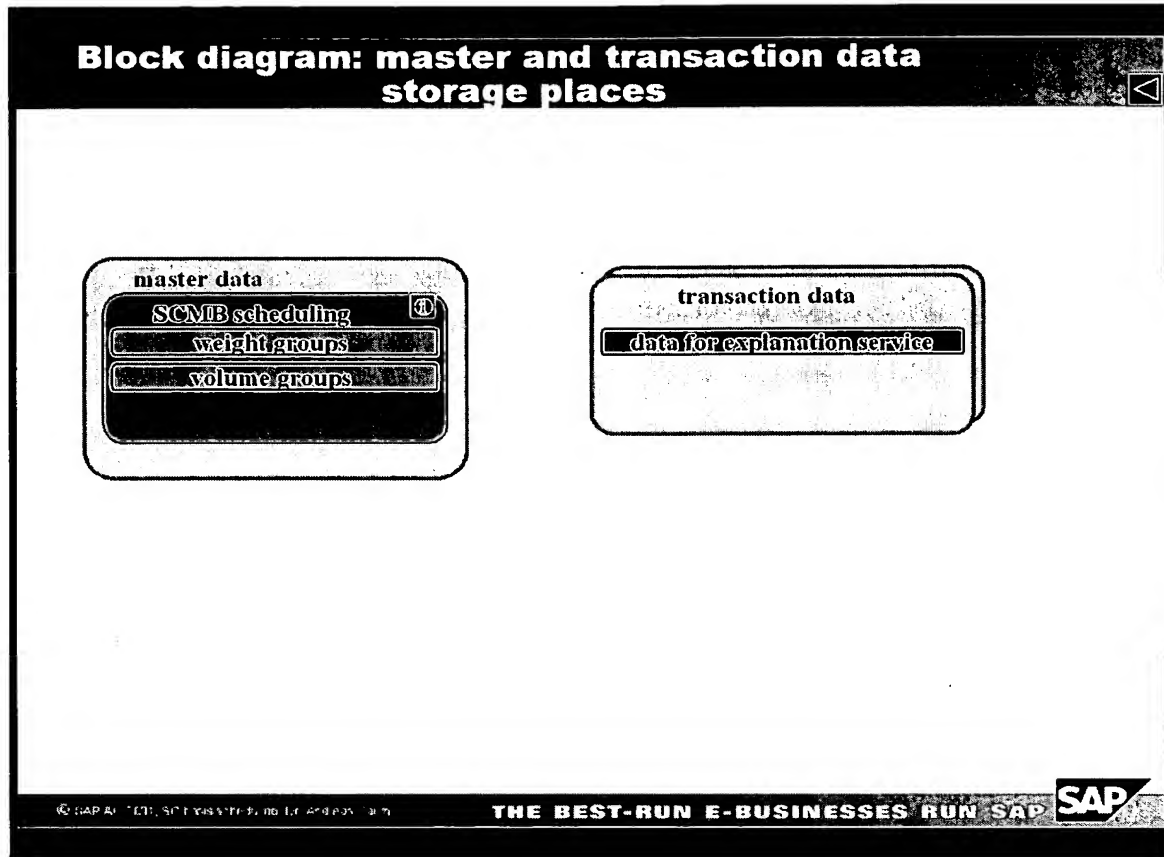 Block diagram: master and transaction data
storage places
master data
SCMB scheduling
weight groups
volume groups
transaction data
data for explanation service
© SAP
THE BEST-RUN E-BUSINESSES RUN SAP
SAP